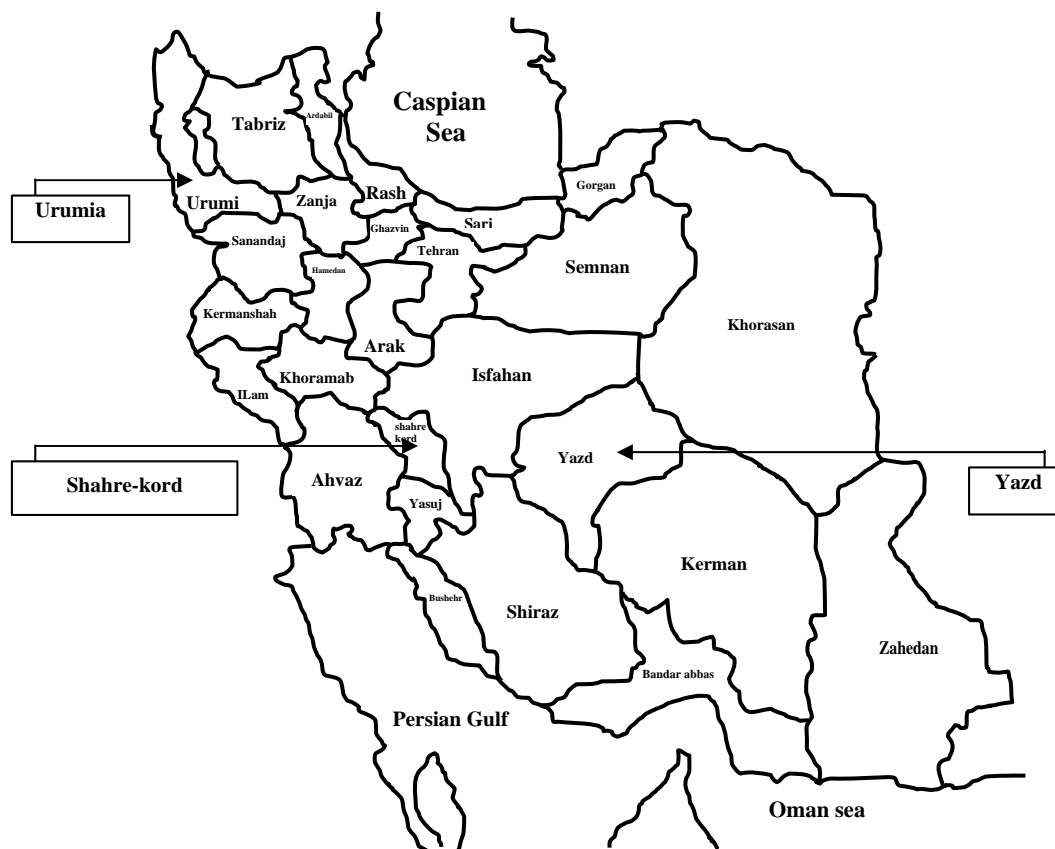 Caspian
Sea
Tabriz
Ardabil
Urumia
Urumi
Zanja
Rash
Gorgan
Sari
Ghazvin
Sanandaj
Tehran
Hamedan
Semnan
Kermanshah
Khorasan
Arak
Isfahan
Khoramab
ILam
shahre
kord
Yazd
Shahre-kord
Ahvaz
Yazd
Yasuj
Kerman
Bushehr
Shiraz
Zahedan
Bandar abbas
Persian Gulf
Oman sea